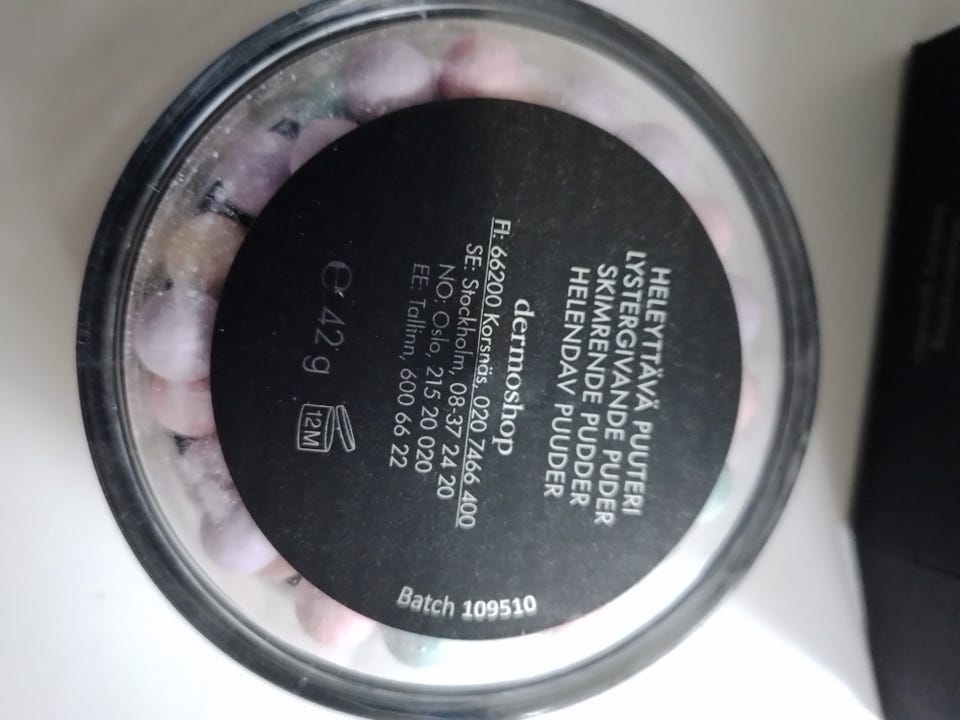 HELEYTTÄVÄ PUUTERI
LYSTERGIVANDE PUDER
SKIMRENDE PUDDER
HELENDAV PUUDER
dermoshop
FI: 66200 Korsnäs, 020 7466 400
SE: Stockholm, 08-37 24 20
NO: Oslo, 215 20 020
EE: Tallinn, 600 66 22
e 42 g
12M
Batch 109510